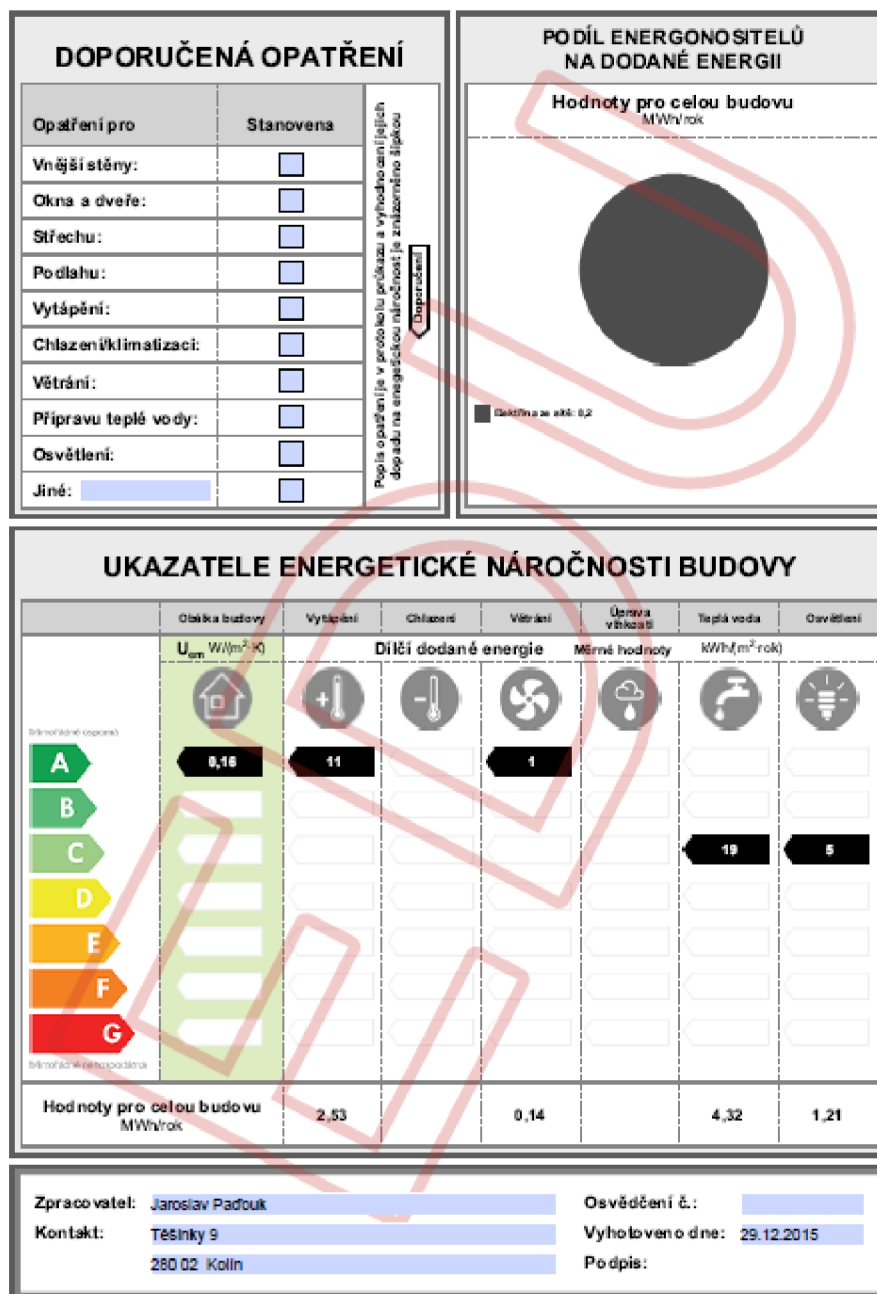 DOPORUČENÁ OPATŘENÍ
Opatření pro
Stanovena
Vnější stěny:
Okna a dveře:
Střechu:
Podlahu:
Vytápění:
Chlazení/klimatizaci:
Větrání:
Přípravu teplé vody:
Osvětlení:
Jiné:
Popis opatření je v protokolu průkazu a vyhodnocení jejich
dopadu na energetickou náročnost je znázorněno šipkou
Doporučení
PODÍL ENERGONOSITELŮ
NA DODANÉ ENERGII
Hodnoty pro celou budovu
MWh/rok
UKAZATELE ENERGETICKÉ NÁROČNOSTI BUDOVY
Obálka budovy
Vytápění
Chlazení
Větrání
Úprava
vlhkosti
Teplá voda
Osvětlení
Uem W/(m²·K)
Dílčí dodané energie
Měrné hodnoty
kWh/(m²·rok)
Mimořádně úsporná
A
0,16
11
1
B
C
19
5
D
E
F
G
Mimořádně nehospodárná
Hodnoty pro celou budovu
MWh/rok
2,53
0,14
4,32
1,21
Zpracovatel:
Jaroslav Paďouk
Osvědčení č.:
Kontakt:
Těšínky 9
Vyhotoveno dne:
29.12.2015
280 02 Kolín
Podpis: